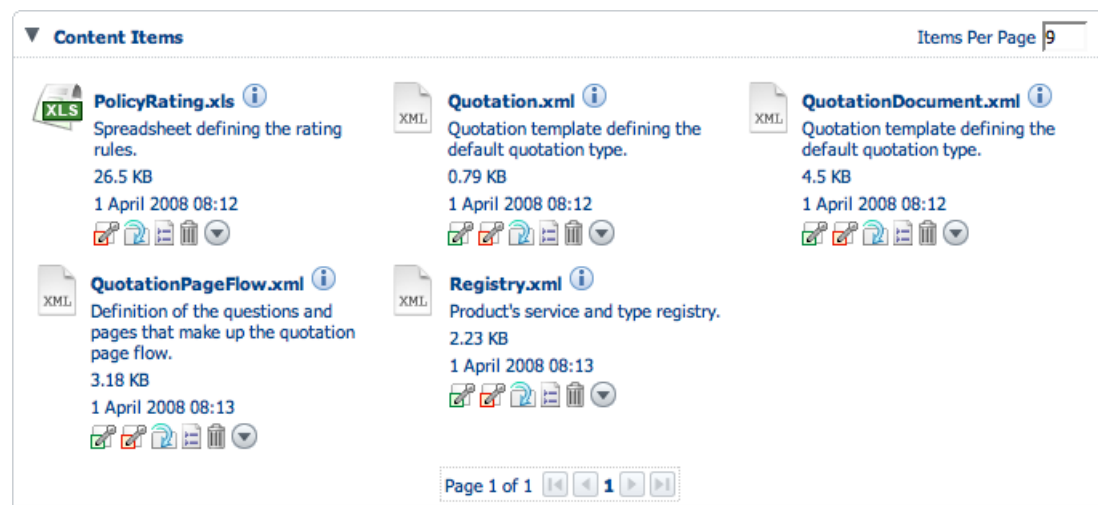 Content Items
Items Per Page 9
XLS
PolicyRating.xls
Spreadsheet defining the rating
rules.
26.5 KB
1 April 2008 08:12
XML
Quotation.xml
Quotation template defining the
default quotation type.
0.79 KB
1 April 2008 08:12
XML
QuotationDocument.xml
Quotation template defining the
default quotation type.
4.5 KB
1 April 2008 08:12
XML
QuotationPageFlow.xml
Definition of the questions and
pages that make up the quotation
page flow.
3.18 KB
1 April 2008 08:13
XML
Registry.xml
Product's service and type registry.
2.23 KB
1 April 2008 08:13
Page 1 of 1 1